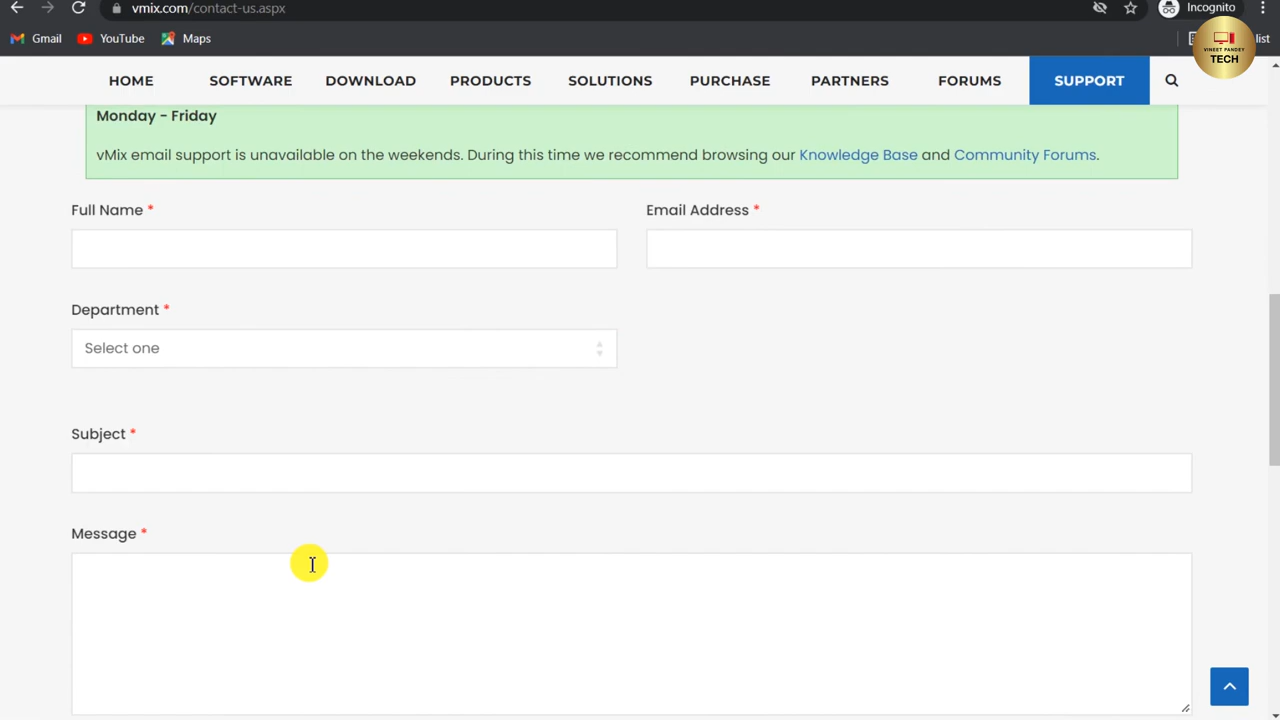 vmix.com/contact-us.aspx
Incognito
Gmail
YouTube
Maps
list
VINEET PANDEY
TECH
HOME
SOFTWARE
DOWNLOAD
PRODUCTS
SOLUTIONS
PURCHASE
PARTNERS
FORUMS
SUPPORT
Monday - Friday
vMix email support is unavailable on the weekends. During this time we recommend browsing our Knowledge Base and Community Forums.
Full Name *
Email Address *
Department *
Select one
Subject *
Message *